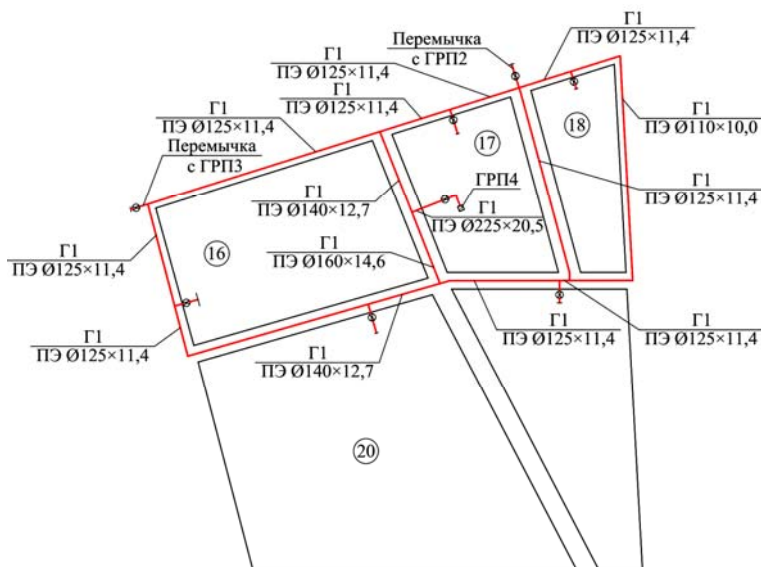 Г1
ПЭ Ø125×11,4
Перемычка
с ГРП2
Г1
ПЭ Ø125×11,4
Г1
ПЭ Ø125×11,4
Г1
ПЭ Ø125×11,4
Перемычка
с ГРП3
17
18
Г1
ПЭ Ø110×10,0
Г1
ПЭ Ø140×12,7
ГРП4
Г1
ПЭ Ø225×20,5
Г1
ПЭ Ø125×11,4
Г1
ПЭ Ø125×11,4
16
Г1
ПЭ Ø160×14,6
Г1
ПЭ Ø125×11,4
Г1
ПЭ Ø140×12,7
Г1
ПЭ Ø125×11,4
Г1
ПЭ Ø125×11,4
20